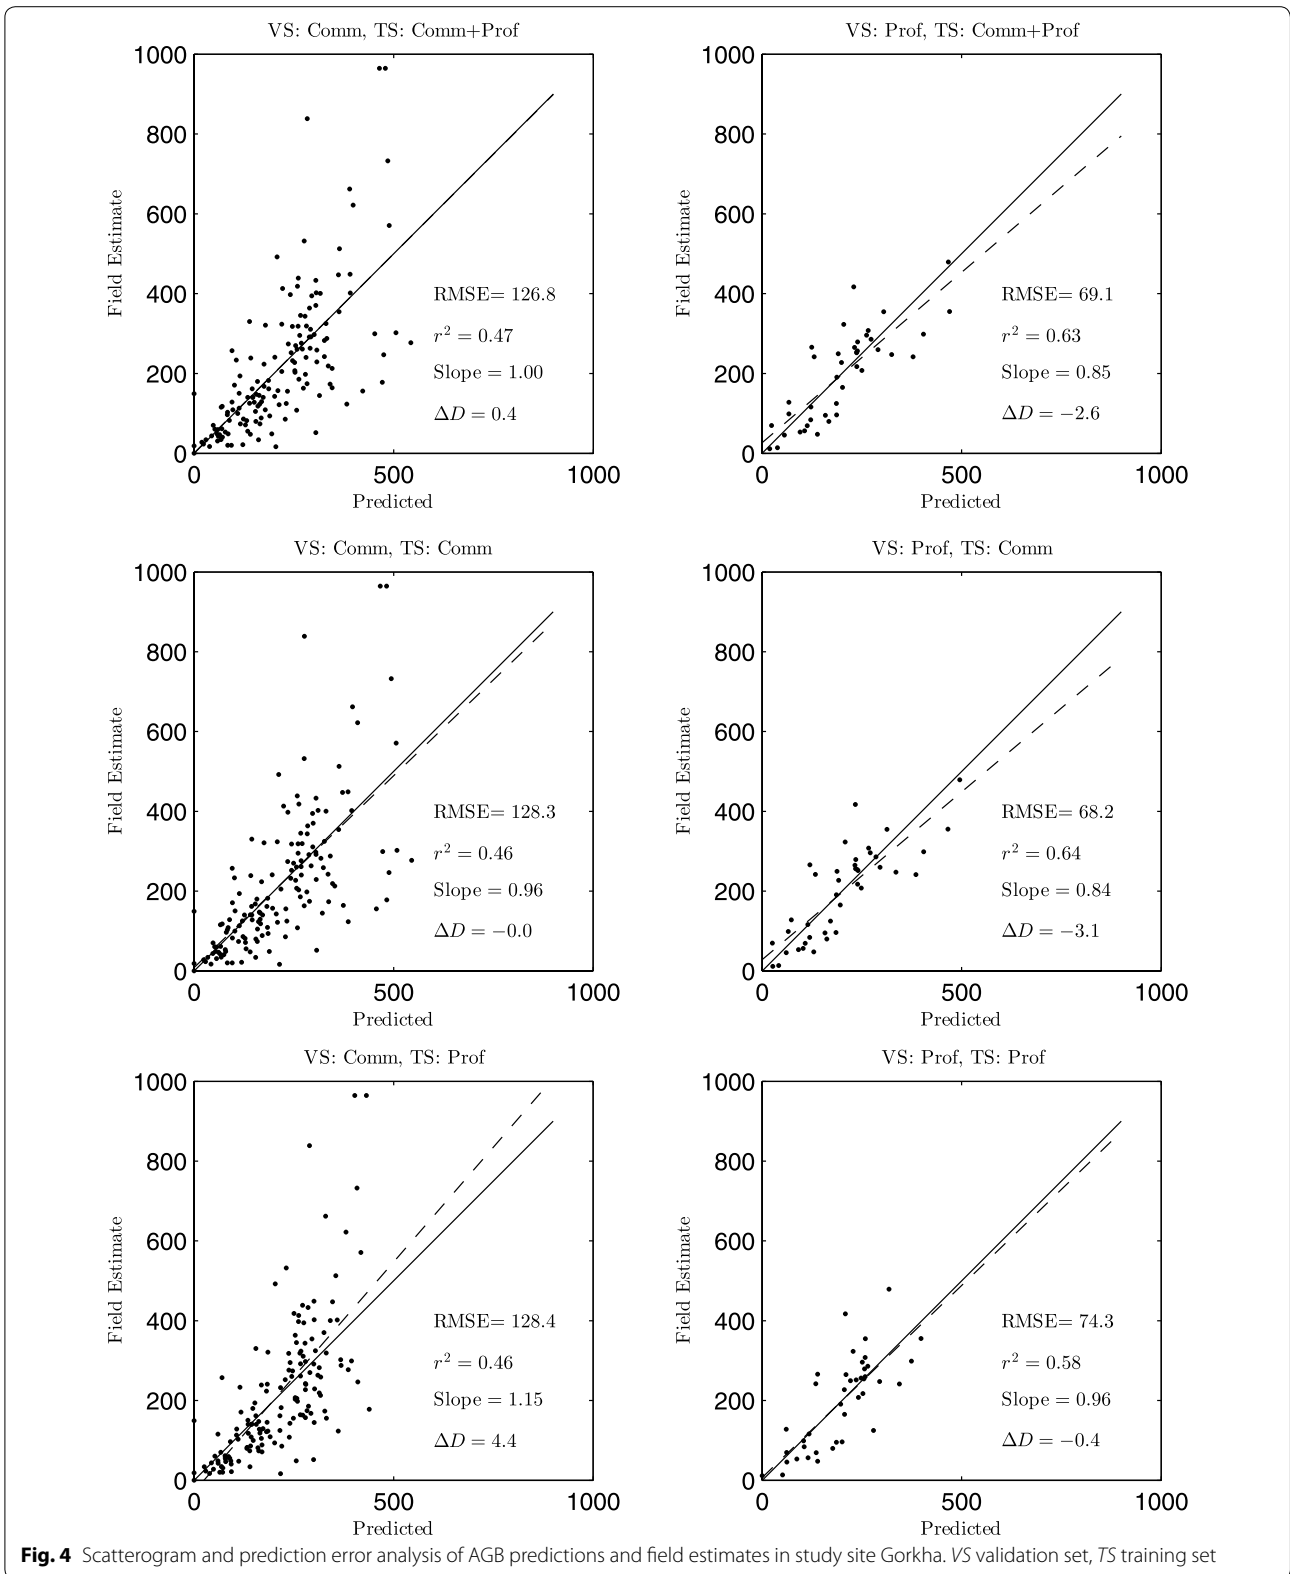 VS: Comm, TS: Comm+Prof
1000
800
600
400
200
0
0 500 1000
Field Estimate
Predicted
RMSE= 126.8
r² = 0.47
Slope = 1.00
ΔD = 0.4
VS: Prof, TS: Comm+Prof
1000
800
600
400
200
0
0 500 1000
Field Estimate
Predicted
RMSE= 69.1
r² = 0.63
Slope = 0.85
ΔD = −2.6
VS: Comm, TS: Comm
1000
800
600
400
200
0
0 500 1000
Field Estimate
Predicted
RMSE= 128.3
r² = 0.46
Slope = 0.96
ΔD = −0.0
VS: Prof, TS: Comm
1000
800
600
400
200
0
0 500 1000
Field Estimate
Predicted
RMSE= 68.2
r² = 0.64
Slope = 0.84
ΔD = −3.1
VS: Comm, TS: Prof
1000
800
600
400
200
0
0 500 1000
Field Estimate
Predicted
RMSE= 128.4
r² = 0.46
Slope = 1.15
ΔD = 4.4
VS: Prof, TS: Prof
1000
800
600
400
200
0
0 500 1000
Field Estimate
Predicted
RMSE= 74.3
r² = 0.58
Slope = 0.96
ΔD = −0.4
Fig. 4 Scatterogram and prediction error analysis of AGB predictions and field estimates in study site Gorkha. VS validation set, TS training set